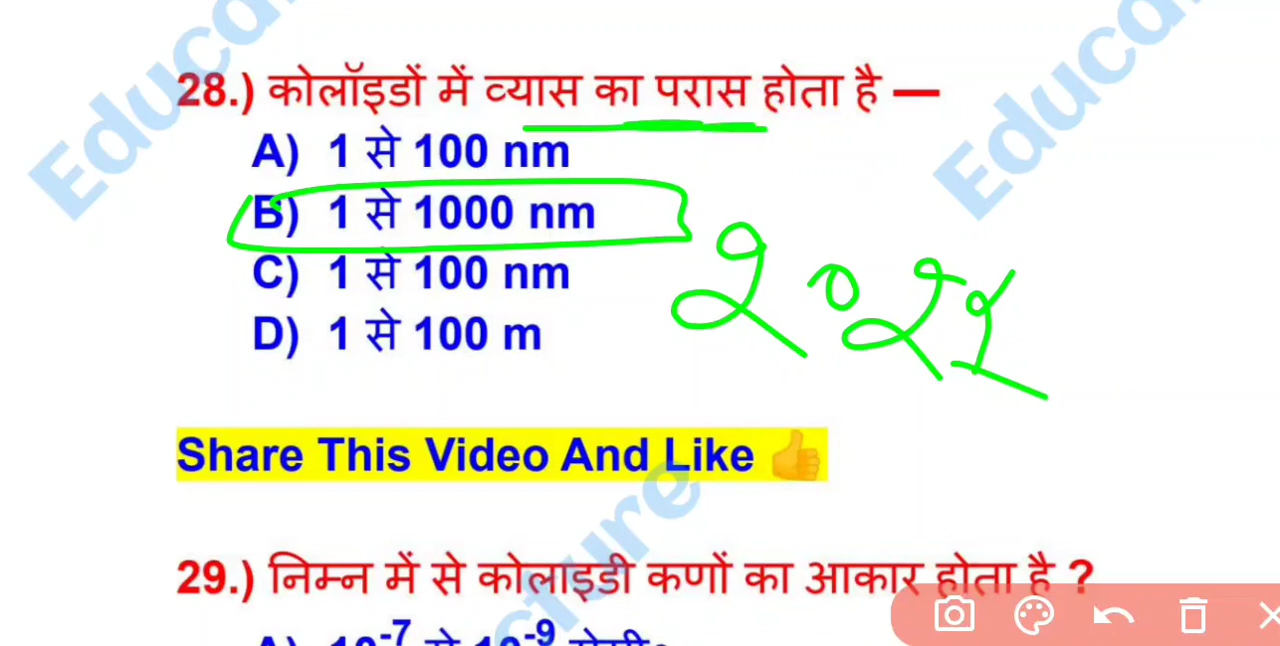 28.) कोलॉइडों में व्यास का परास होता है —
A) 1 से 100 nm
B) 1 से 1000 nm
C) 1 से 100 nm
D) 1 से 100 m
Share This Video And Like 👍
29.) निम्न में से कोलाइडी कणों का आकार होता है ?